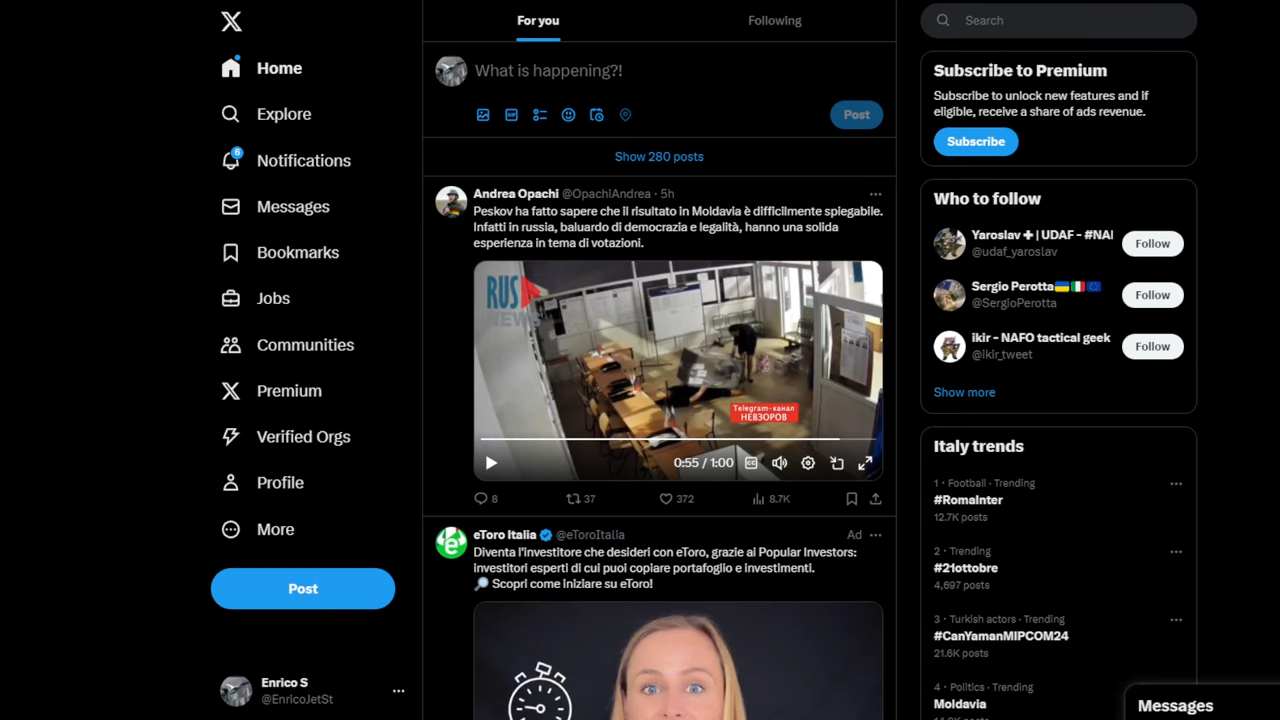 Home
Explore
6
Notifications
Messages
Bookmarks
Jobs
Communities
Premium
Verified Orgs
Profile
More
Post
Enrico S
@EnricoJetSt
For you
Following
What is happening?!
GIF
Post
Show 280 posts
Andrea Opachi @OpachiAndrea · 5h
Peskov ha fatto sapere che il risultato in Moldavia è difficilmente spiegabile.
Infatti in russia, baluardo di democrazia e legalità, hanno una solida
esperienza in tema di votazioni.
RUS
NEWS
Telegram-канал
НЕВЗОРОВ
0:55 / 1:00
8 37 372 8.7K
eToro Italia @eToroItalia Ad
Diventa l'investitore che desideri con eToro, grazie ai Popular Investors:
investitori esperti di cui puoi copiare portafoglio e investimenti.
🔎 Scopri come iniziare su eToro!
Search
Subscribe to Premium
Subscribe to unlock new features and if
eligible, receive a share of ads revenue.
Subscribe
Who to follow
Yaroslav ✚ | UDAF - #NAI
@udaf_yaroslav
Follow
Sergio Perotta🇺🇦🇮🇹🇪🇺
@SergioPerotta
Follow
ikir - NAFO tactical geek
@ikir_tweet
Follow
Show more
Italy trends
1 · Football · Trending
#RomaInter
12.7K posts
2 · Trending
#21ottobre
4,697 posts
3 · Turkish actors · Trending
#CanYamanMIPCOM24
21.6K posts
4 · Politics · Trending
Moldavia
Messages